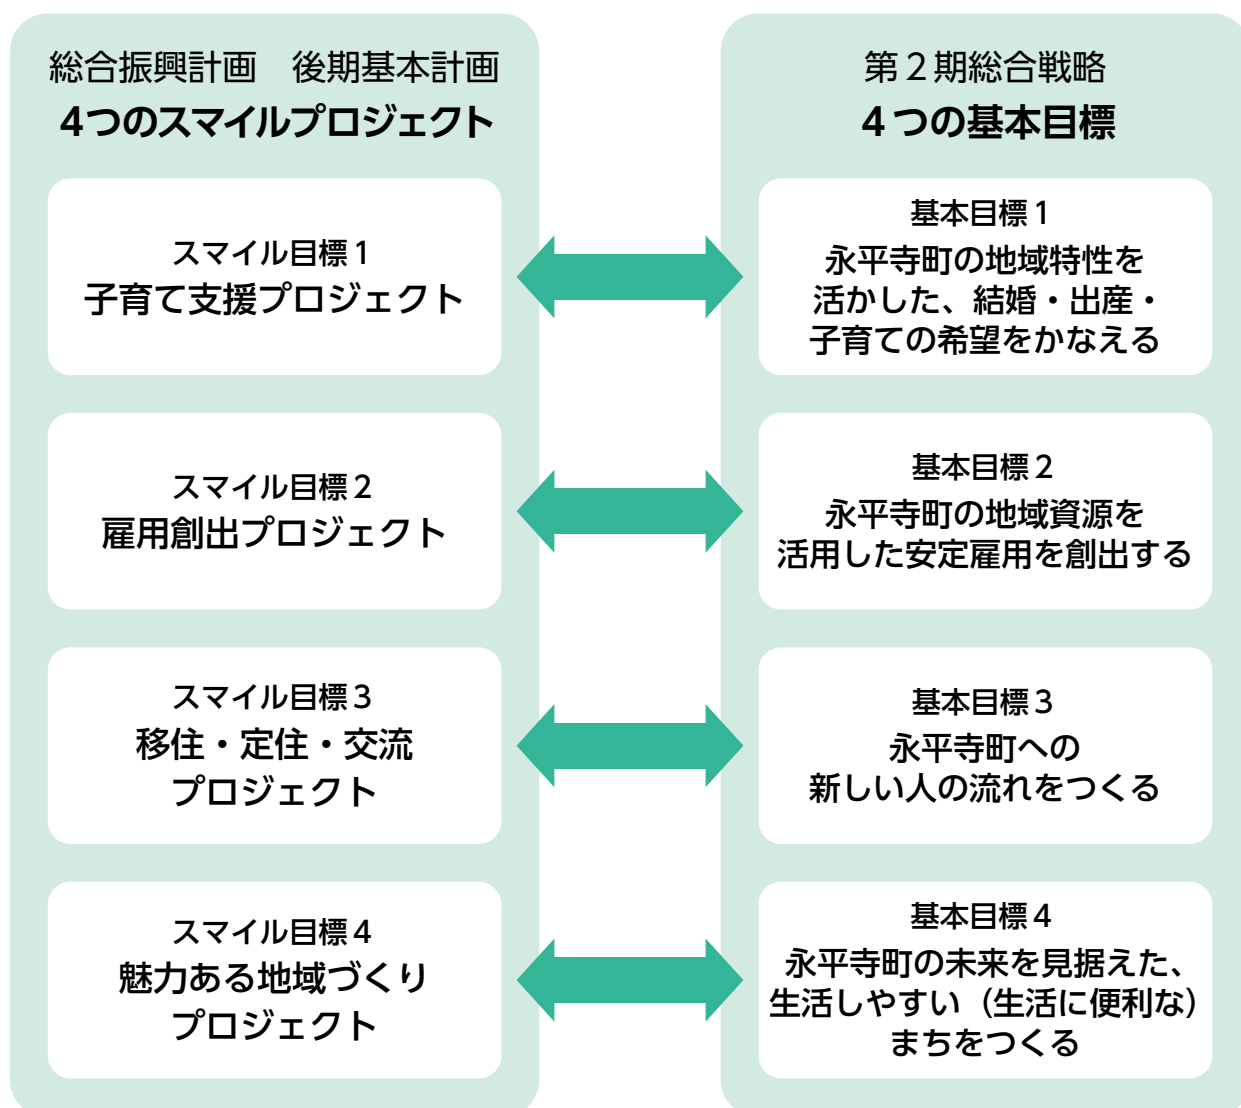 総合振興計画　後期基本計画
4つのスマイルプロジェクト
スマイル目標１
子育て支援プロジェクト
スマイル目標２
雇用創出プロジェクト
スマイル目標３
移住・定住・交流
プロジェクト
スマイル目標４
魅力ある地域づくり
プロジェクト
第２期総合戦略
４つの基本目標
基本目標１
永平寺町の地域特性を
活かした、結婚・出産・
子育ての希望をかなえる
基本目標２
永平寺町の地域資源を
活用した安定雇用を創出する
基本目標３
永平寺町への
新しい人の流れをつくる
基本目標４
永平寺町の未来を見据えた、
生活しやすい（生活に便利な）
まちをつくる